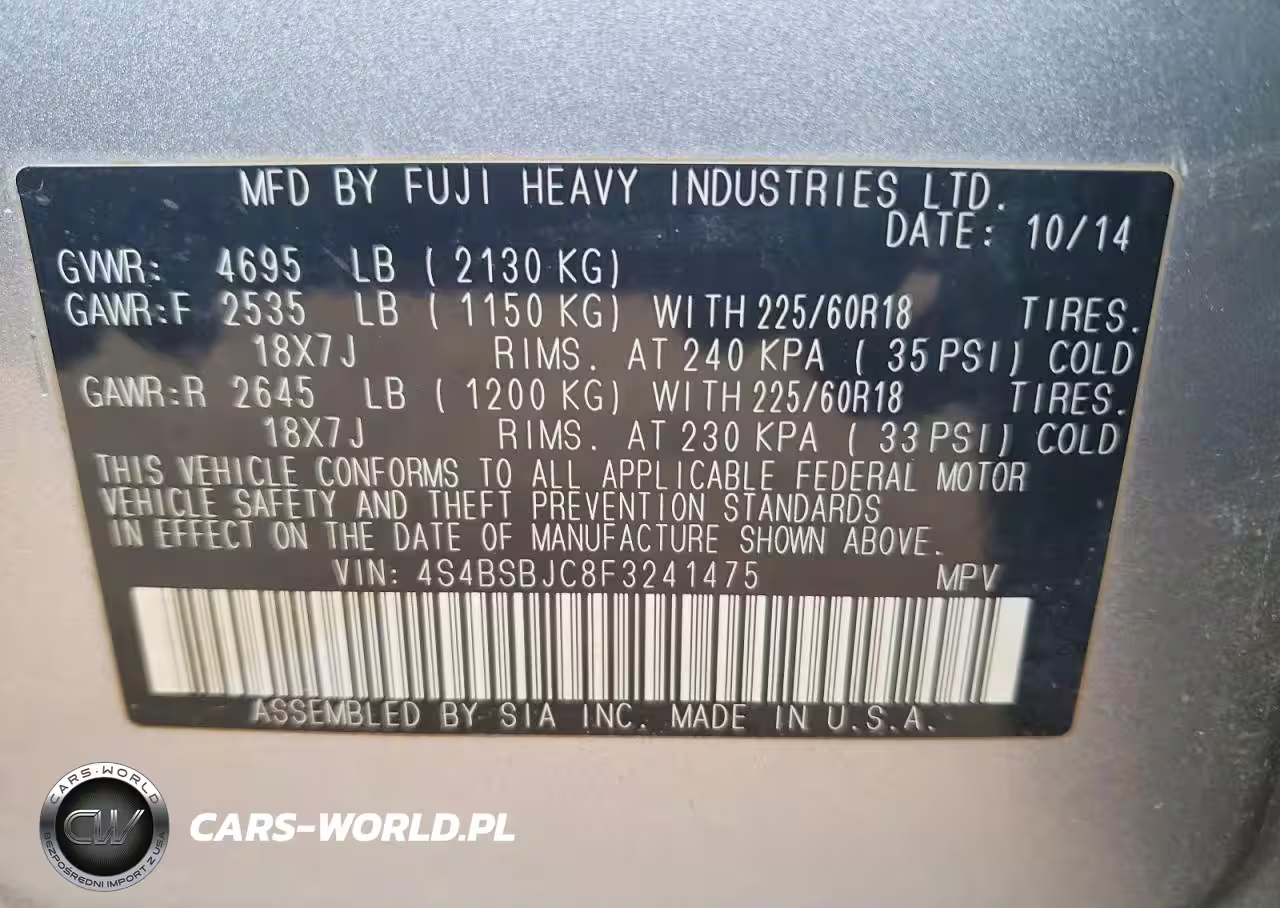 MFD BY FUJI HEAVY INDUSTRIES LTD.
DATE: 10/14
GVWR: 4695 LB ( 2130 KG)
GAWR:F 2535 LB ( 1150 KG) WITH 225/60R18 TIRES.
18X7J RIMS. AT 240 KPA ( 35 PSI) COLD
GAWR:R 2645 LB ( 1200 KG) WITH 225/60R18 TIRES.
18X7J RIMS. AT 230 KPA ( 33 PSI) COLD
THIS VEHICLE CONFORMS TO ALL APPLICABLE FEDERAL MOTOR
VEHICLE SAFETY AND THEFT PREVENTION STANDARDS
IN EFFECT ON THE DATE OF MANUFACTURE SHOWN ABOVE.
VIN: 4S4BSBJC8F3241475 MPV
ASSEMBLED BY SIA INC. MADE IN U.S.A.
CARS-WORLD
CW
BEZPOŚREDNI IMPORT Z USA
CARS-WORLD.PL